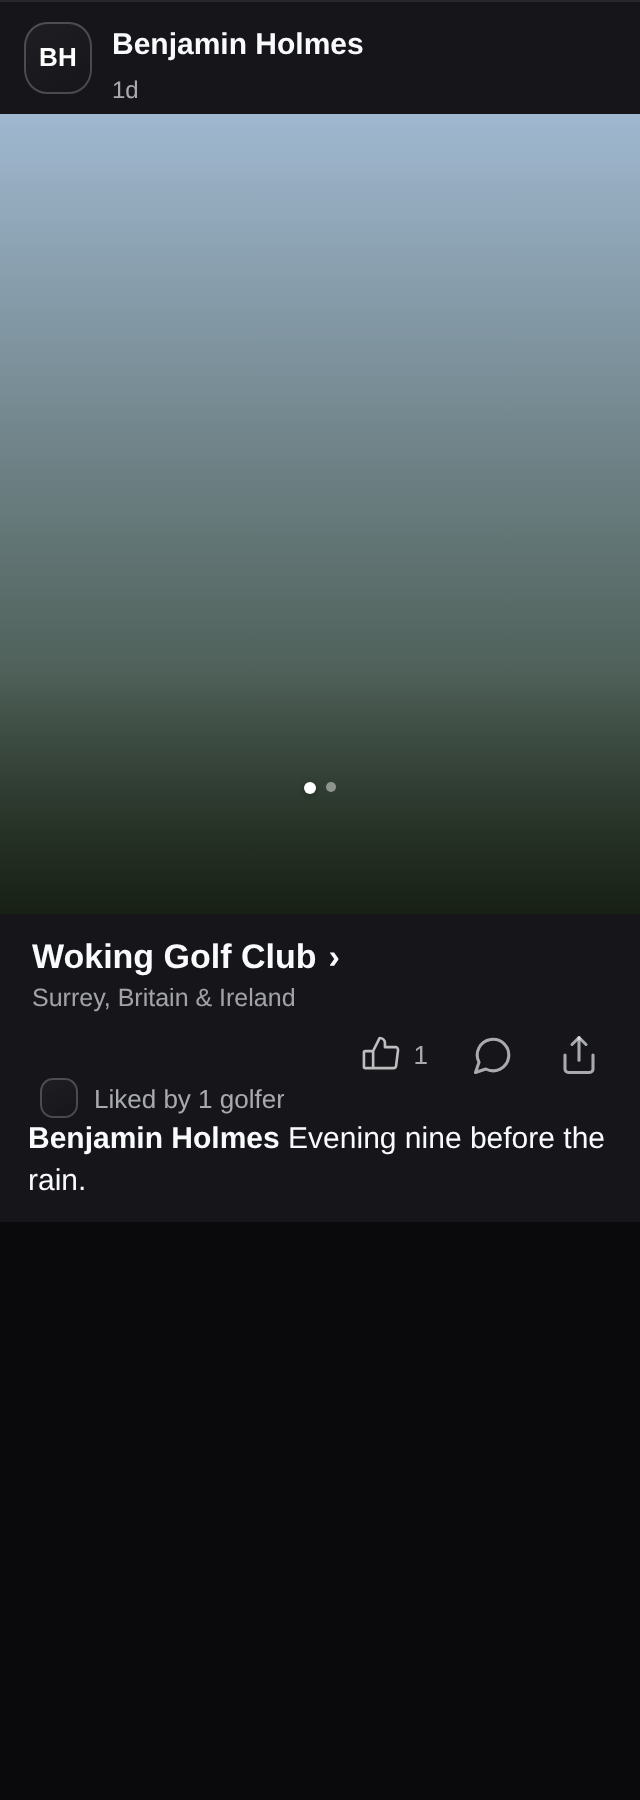 BH
Benjamin Holmes
1d
Woking Golf Club ›
Surrey, Britain & Ireland
1
Liked by 1 golfer
Benjamin Holmes Evening nine before the
rain.